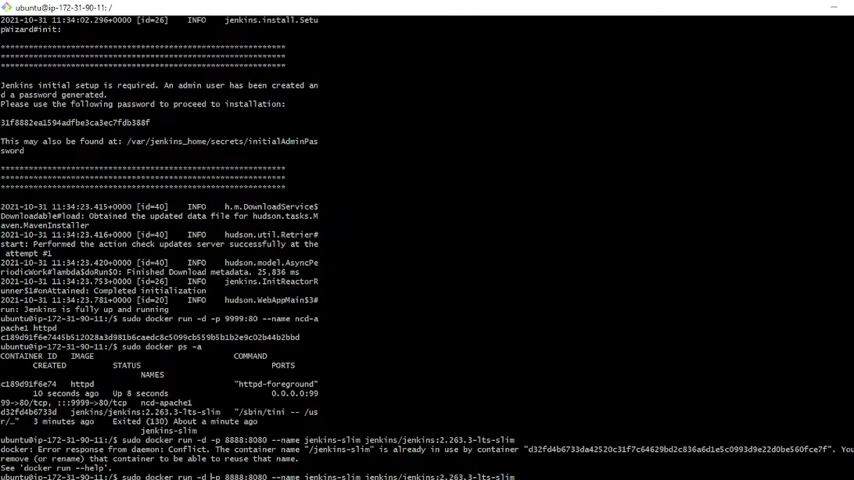 ubuntu@ip-172-31-90-11: /
2021-10-31 11:34:02.296+0000 [id=26] INFO jenkins.install.Setu
pWizard#init:
*************************************************************
*************************************************************
*************************************************************
Jenkins initial setup is required. An admin user has been created an
d a password generated.
Please use the following password to proceed to installation:
31f8882ea1594adfbe3ca3ec7fdb388f
This may also be found at: /var/jenkins_home/secrets/initialAdminPas
sword
*************************************************************
*************************************************************
*************************************************************
2021-10-31 11:34:23.415+0000 [id=40] INFO h.m.DownloadService$
Downloadable#load: Obtained the updated data file for hudson.tasks.M
aven.MavenInstaller
2021-10-31 11:34:23.416+0000 [id=40] INFO hudson.util.Retrier#
start: Performed the action check updates server successfully at the
 attempt #1
2021-10-31 11:34:23.420+0000 [id=40] INFO hudson.model.AsyncPe
riodicWork#lambda$doRun$0: Finished Download metadata. 25,836 ms
2021-10-31 11:34:23.753+0000 [id=26] INFO jenkins.InitReactorR
unner$1#onAttained: Completed initialization
2021-10-31 11:34:23.781+0000 [id=20] INFO hudson.WebAppMain$3#
run: Jenkins is fully up and running
ubuntu@ip-172-31-90-11:/$ sudo docker run -d -p 9999:80 --name ncd-a
pache1 httpd
c189d91f6e7445b512028a3d981b6caedc8c5099cb559b5b1b2e9c02b44b2bbd
ubuntu@ip-172-31-90-11:/$ sudo docker ps -a
CONTAINER ID IMAGE COMMAND
CREATED STATUS PORTS
NAMES
c189d91f6e74 httpd "httpd-foreground"
10 seconds ago Up 8 seconds 0.0.0.0:99
99->80/tcp, :::9999->80/tcp ncd-apache1
d32fd4b6733d jenkins/jenkins:2.263.3-lts-slim "/sbin/tini -- /us
r/…" 3 minutes ago Exited (130) About a minute ago
jenkins-slim
ubuntu@ip-172-31-90-11:/$ sudo docker run -d -p 8888:8080 --name jenkins-slim jenkins/jenkins:2.263.3-lts-slim
docker: Error response from daemon: Conflict. The container name "/jenkins-slim" is already in use by container "d32fd4b6733da42520c31f7c64629bd2c836a6d1e5c0993d9e22d0be560fce7f". You
remove (or rename) that container to be able to reuse that name.
See 'docker run --help'.
ubuntu@ip-172-31-90-11:/$ sudo docker run -d -p 8888:8080 --name jenkins-slim jenkins/jenkins:2.263.3-lts-slim